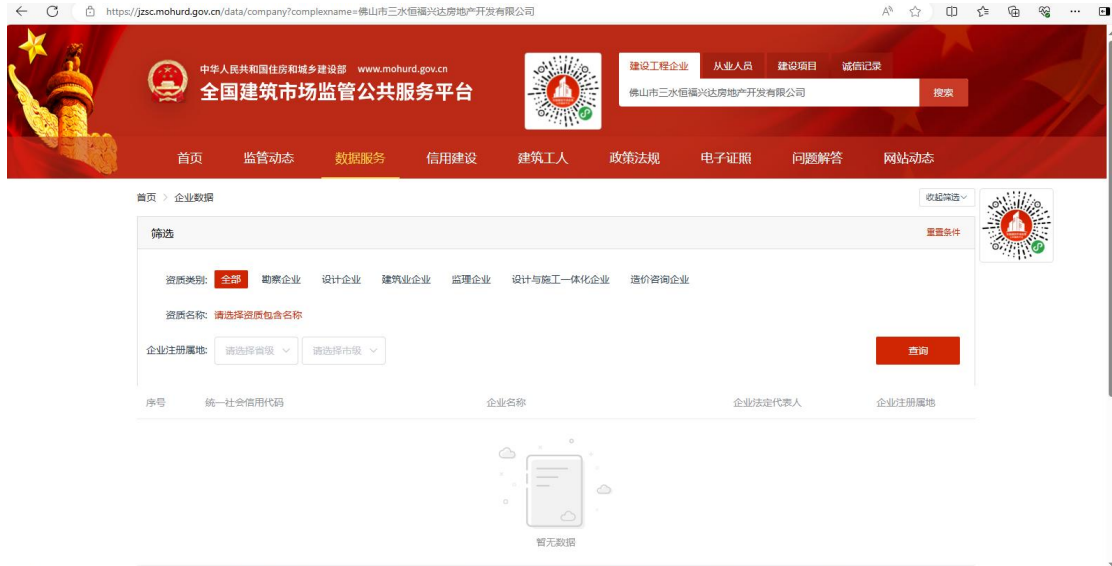 https://jzsc.mohurd.gov.cn/data/company?complexname=佛山市三水恒福兴达房地产开发有限公司
中华人民共和国住房和城乡建设部 www.mohurd.gov.cn
全国建筑市场监管公共服务平台
建设工程企业 从业人员 建设项目 诚信记录
佛山市三水恒福兴达房地产开发有限公司 搜索
首页 监管动态 数据服务 信用建设 建筑工人 政策法规 电子证照 问题解答 网站动态
首页 > 企业数据 收起筛选
筛选 重置条件
资质类别: 全部 勘察企业 设计企业 建筑业企业 监理企业 设计与施工一体化企业 造价咨询企业
资质名称: 请选择资质包含名称
企业注册属地: 请选择省级 请选择市级 查询
序号 统一社会信用代码 企业名称 企业法定代表人 企业注册属地
暂无数据